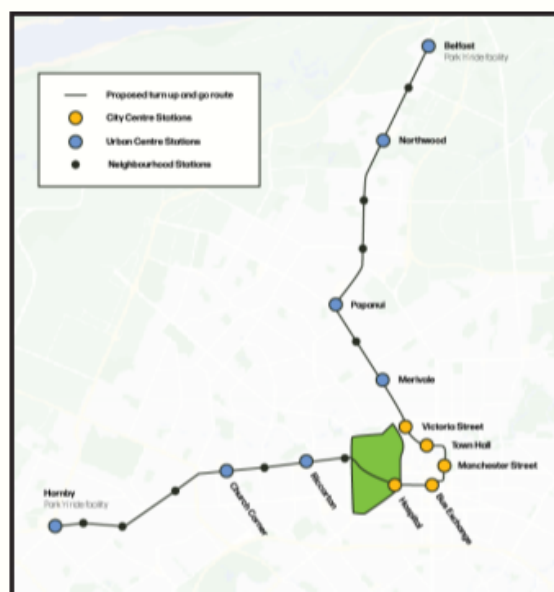 Belfast
Park 'n' ride facility
Proposed turn up and go route
City Centre Stations
Urban Centre Stations
Neighbourhood Stations
Northwood
Papanui
Merivale
Victoria Street
Town Hall
Manchester Street
Bus Exchange
Hospital
Riccarton
Church Corner
Hornby
Park 'n' ride facility